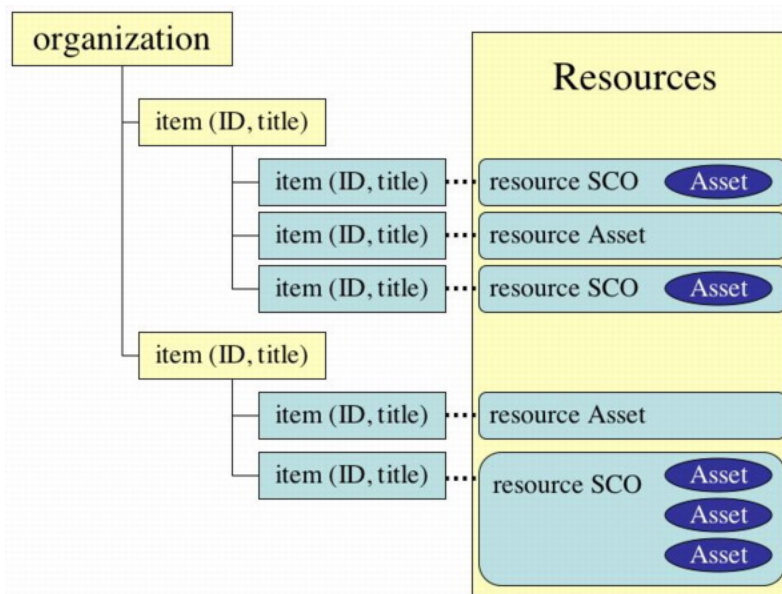 organization
Resources
item (ID, title)
item (ID, title)
resource SCO
Asset
item (ID, title)
resource Asset
item (ID, title)
resource SCO
Asset
item (ID, title)
item (ID, title)
resource Asset
item (ID, title)
resource SCO
Asset
Asset
Asset